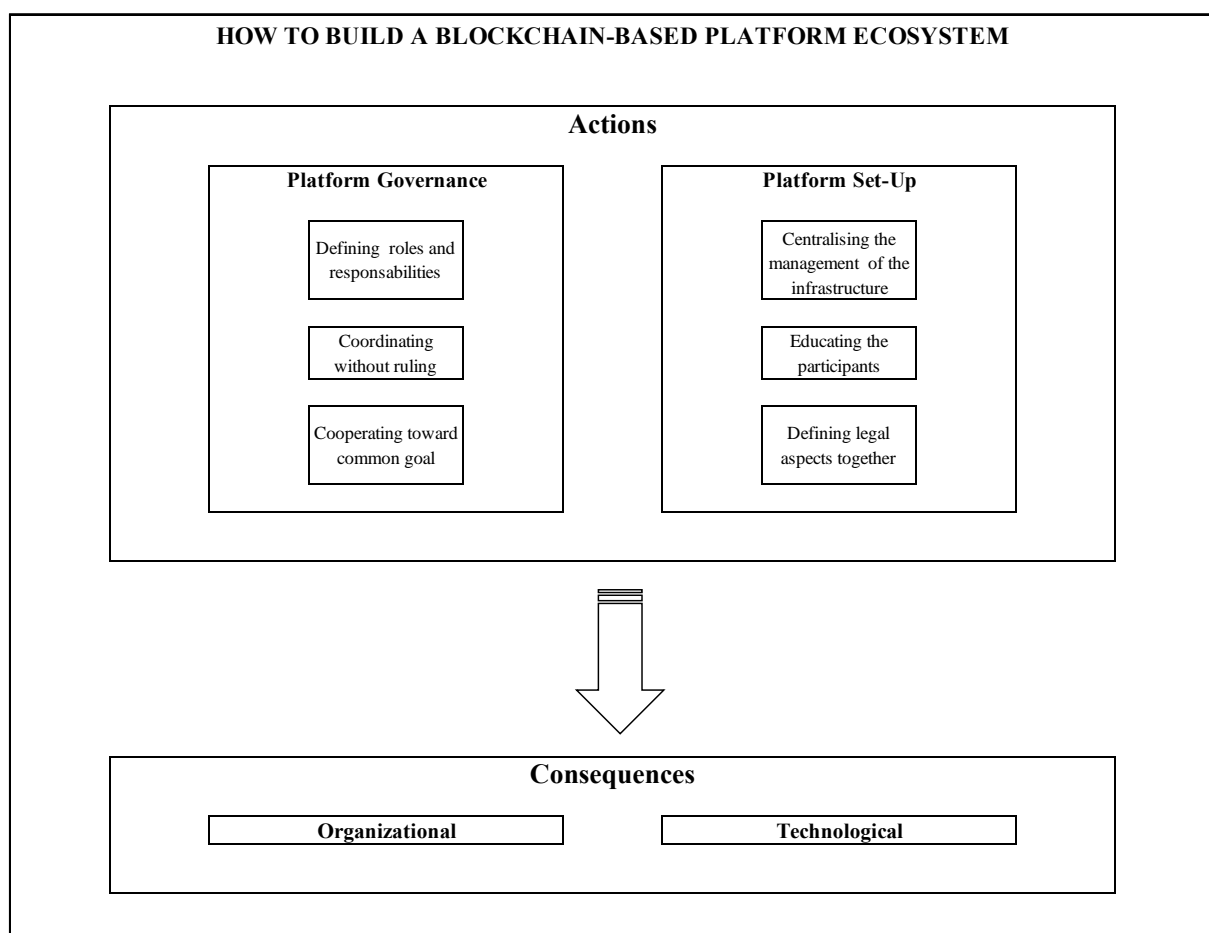 HOW TO BUILD A BLOCKCHAIN-BASED PLATFORM ECOSYSTEM
Actions
Platform Governance
Defining roles and
responsabilities
Coordinating
without ruling
Cooperating toward
common goal
Platform Set-Up
Centralising the
management of the
infrastructure
Educating the
participants
Defining legal
aspects together
Consequences
Organizational
Technological